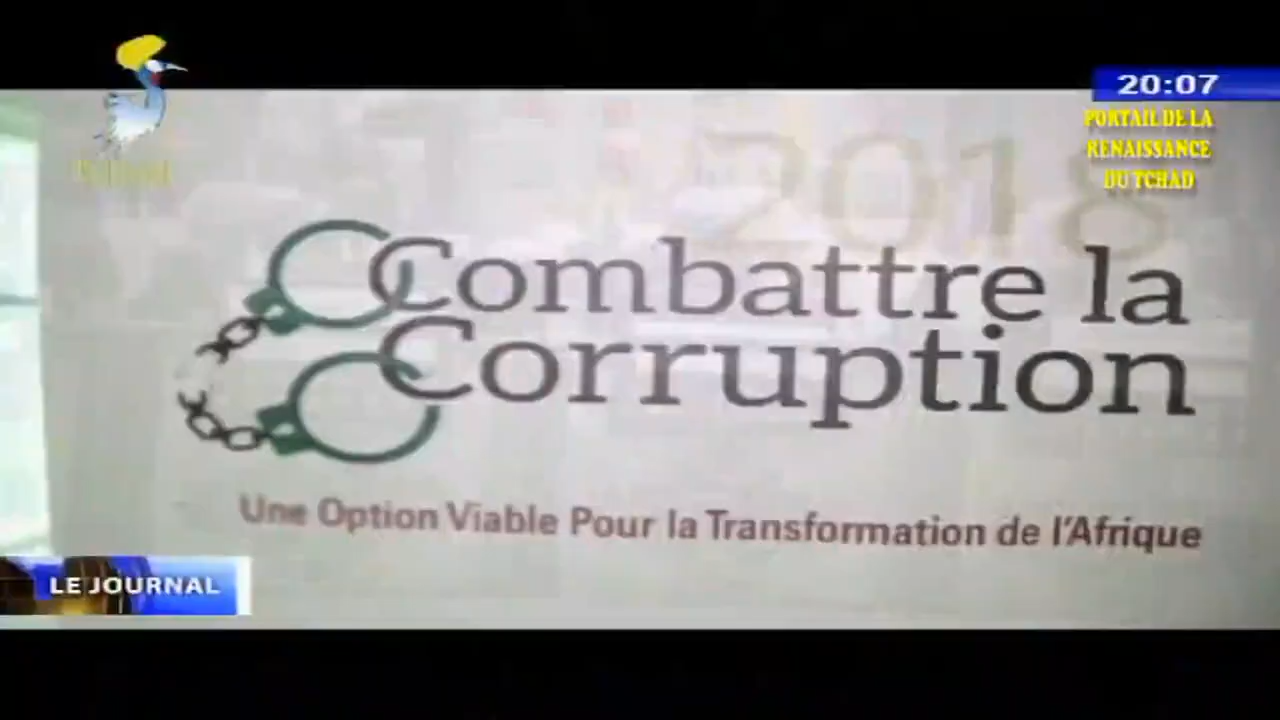 20:07
PORTAIL DE LA
RENAISSANCE
DU TCHAD
2018
Combattre la
Corruption
Une Option Viable Pour la Transformation de l'Afrique
LE JOURNAL